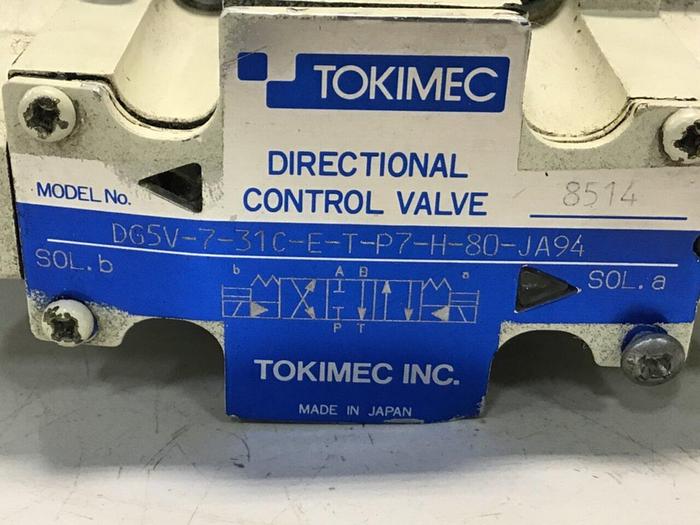 TOKIMEC
DIRECTIONAL
CONTROL VALVE
MODEL No.
8514
DG5V-7-31C-E-T-P7-H-80-JA94
SOL.b
SOL.a
b A B a
P T
TOKIMEC INC.
MADE IN JAPAN